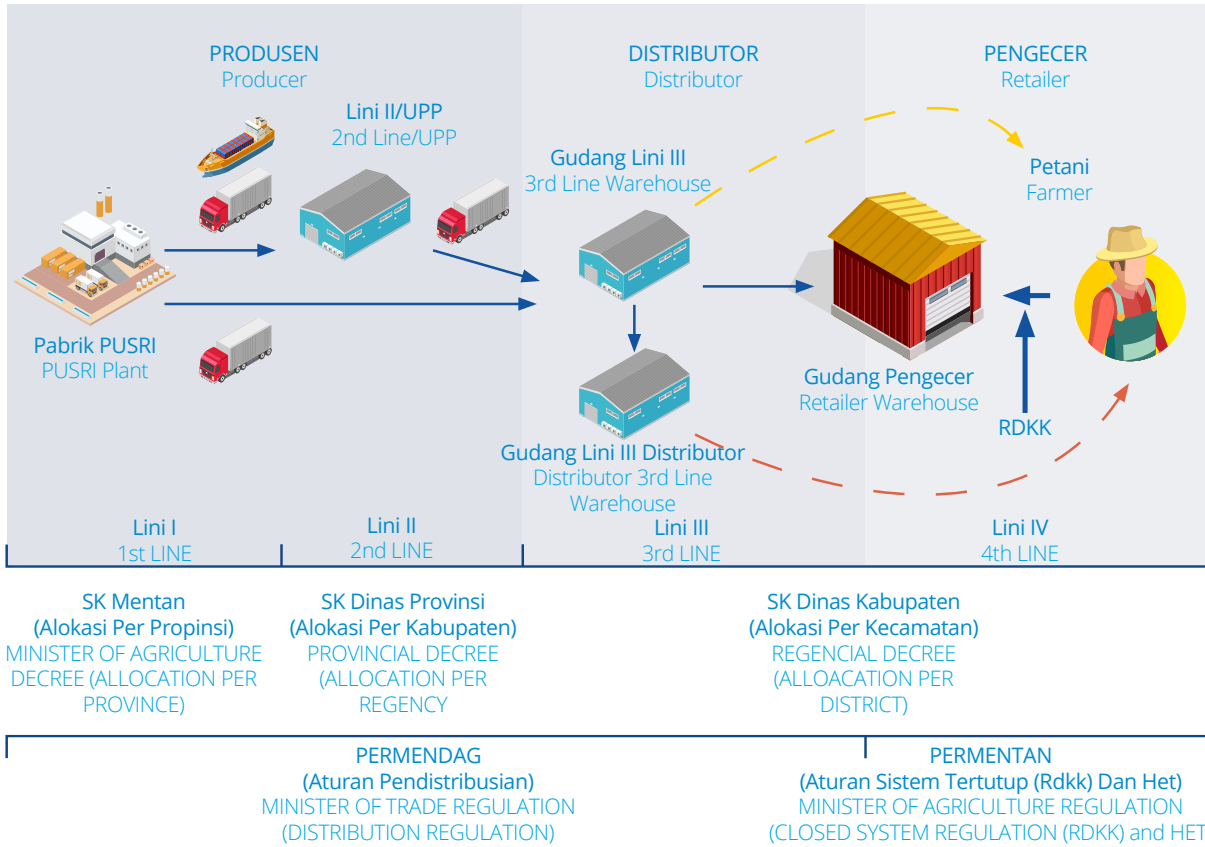 PRODUSEN
Producer
DISTRIBUTOR
Distributor
PENGECER
Retailer
Lini II/UPP
2nd Line/UPP
Gudang Lini III
3rd Line Warehouse
Petani
Farmer
Pabrik PUSRI
PUSRI Plant
Gudang Pengecer
Retailer Warehouse
RDKK
Gudang Lini III Distributor
Distributor 3rd Line
Warehouse
Lini I
1st LINE
Lini II
2nd LINE
Lini III
3rd LINE
Lini IV
4th LINE
SK Mentan
(Alokasi Per Propinsi)
MINISTER OF AGRICULTURE
DECREE (ALLOCATION PER
PROVINCE)
SK Dinas Provinsi
(Alokasi Per Kabupaten)
PROVINCIAL DECREE
(ALLOCATION PER
REGENCY
SK Dinas Kabupaten
(Alokasi Per Kecamatan)
REGENCIAL DECREE
(ALLOACATION PER
DISTRICT)
PERMENDAG
(Aturan Pendistribusian)
MINISTER OF TRADE REGULATION
(DISTRIBUTION REGULATION)
PERMENTAN
(Aturan Sistem Tertutup (Rdkk) Dan Het)
MINISTER OF AGRICULTURE REGULATION
(CLOSED SYSTEM REGULATION (RDKK) and HET